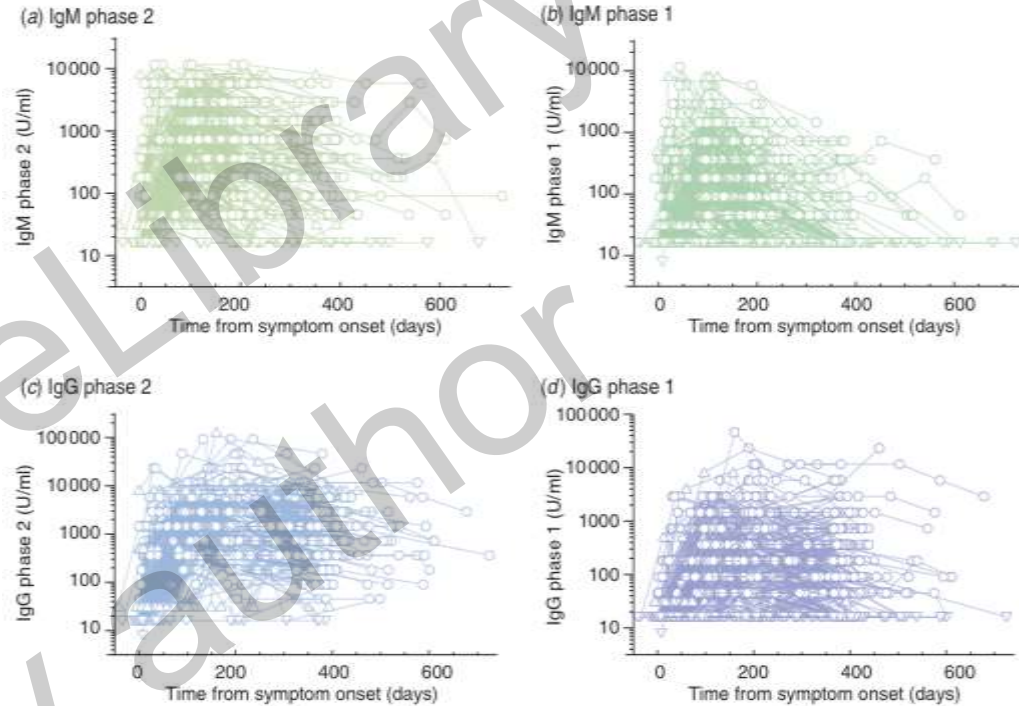 (a) IgM phase 2
(b) IgM phase 1
10000
1000
100
10
IgM phase 2 (U/ml)
0 200 400 600
Time from symptom onset (days)
10000
1000
100
10
IgM phase 1 (U/ml)
0 200 400 600
Time from symptom onset (days)
(c) IgG phase 2
(d) IgG phase 1
100000
10000
1000
100
10
IgG phase 2 (U/ml)
0 200 400 600
Time from symptom onset (days)
100000
10000
1000
100
10
IgG phase 1 (U/ml)
0 200 400 600
Time from symptom onset (days)
eLibrary
y author